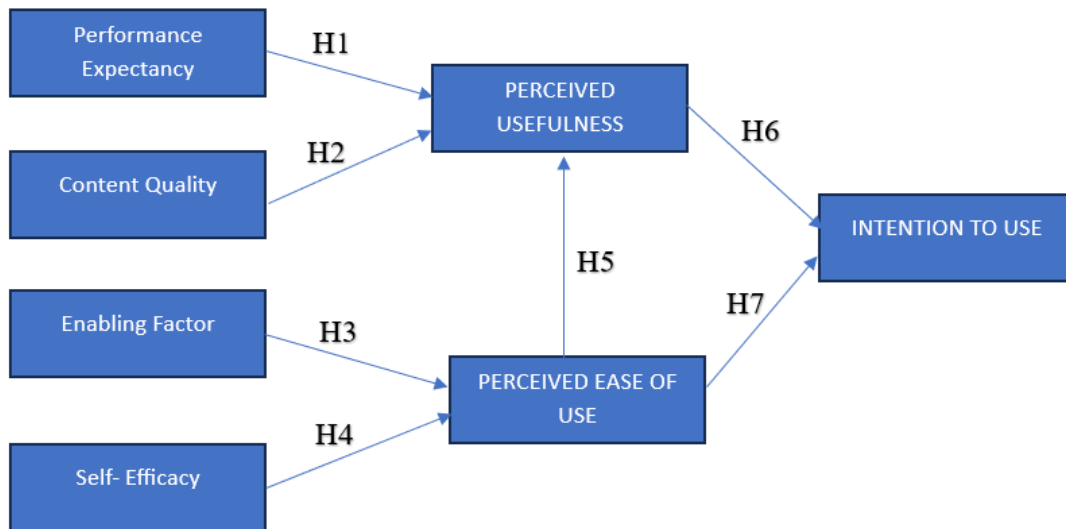 Performance
Expectancy
H1
PERCEIVED
USEFULNESS
H2
Content Quality
H6
INTENTION TO USE
H5
Enabling Factor
H3
H7
PERCEIVED EASE OF
USE
H4
Self- Efficacy